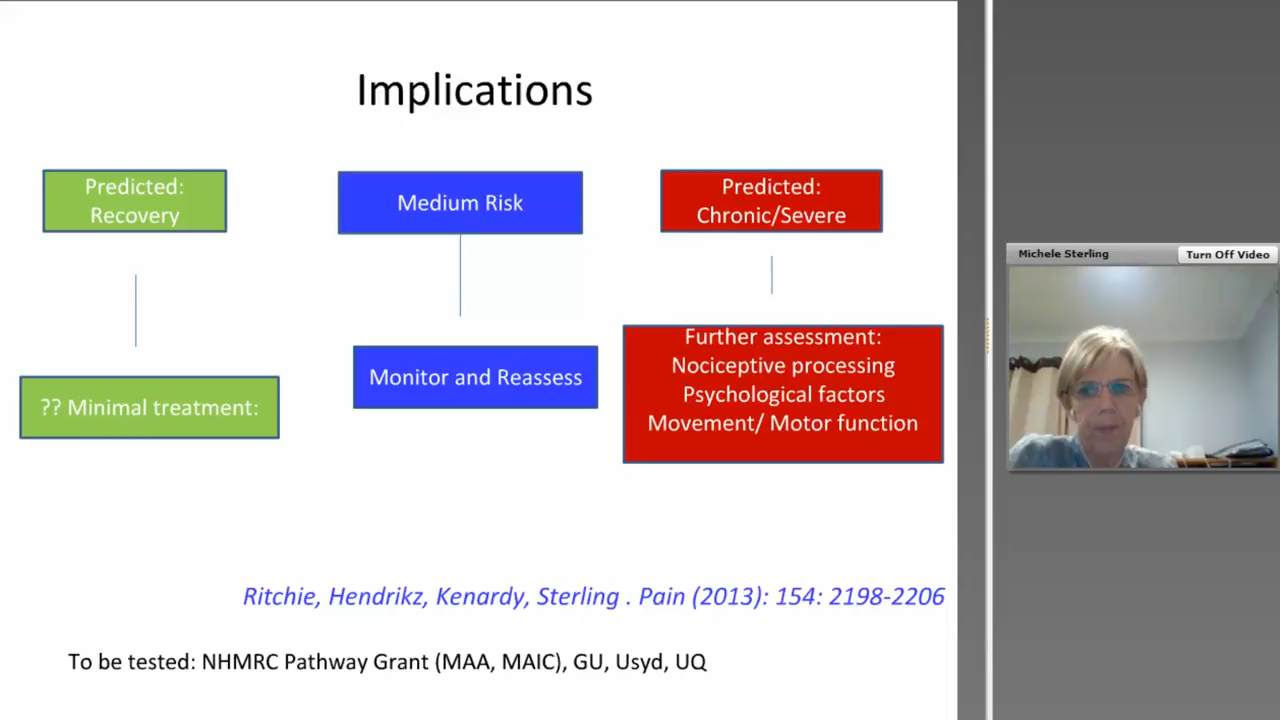 Implications
Predicted:
Recovery
Medium Risk
Predicted:
Chronic/Severe
?? Minimal treatment:
Monitor and Reassess
Further assessment:
Nociceptive processing
Psychological factors
Movement/ Motor function
Ritchie, Hendrikz, Kenardy, Sterling . Pain (2013): 154: 2198-2206
To be tested: NHMRC Pathway Grant (MAA, MAIC), GU, Usyd, UQ
Michele Sterling
Turn Off Video